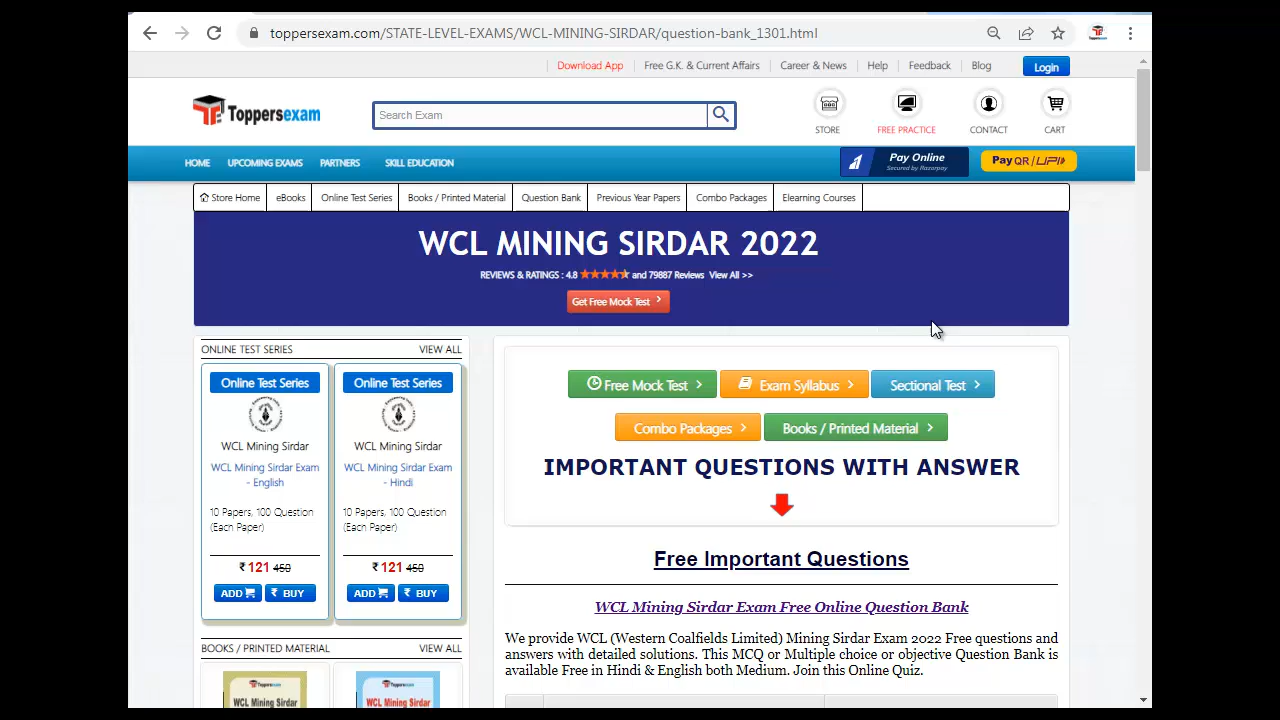 toppersexam.com/STATE-LEVEL-EXAMS/WCL-MINING-SIRDAR/question-bank_1301.html
Download App Free G.K. & Current Affairs Career & News Help Feedback Blog Login
Toppersexam
Search Exam
STORE FREE PRACTICE CONTACT CART
HOME UPCOMING EXAMS PARTNERS SKILL EDUCATION
Pay Online
Secured by Razorpay
Pay QR / UPI
Store Home eBooks Online Test Series Books / Printed Material Question Bank Previous Year Papers Combo Packages Elearning Courses
WCL MINING SIRDAR 2022
REVIEWS & RATINGS : 4.8 and 79887 Reviews View All >>
Get Free Mock Test
ONLINE TEST SERIES VIEW ALL
Online Test Series
WCL Mining Sirdar
WCL Mining Sirdar Exam
- English
10 Papers, 100 Question
(Each Paper)
₹ 121 450
ADD ₹ BUY
Online Test Series
WCL Mining Sirdar
WCL Mining Sirdar Exam
- Hindi
10 Papers, 100 Question
(Each Paper)
₹ 121 450
ADD ₹ BUY
BOOKS / PRINTED MATERIAL VIEW ALL
Toppersexam
WCL Mining Sirdar
Toppersexam
WCL Mining Sirdar
Free Mock Test Exam Syllabus Sectional Test
Combo Packages Books / Printed Material
IMPORTANT QUESTIONS WITH ANSWER
Free Important Questions
WCL Mining Sirdar Exam Free Online Question Bank
We provide WCL (Western Coalfields Limited) Mining Sirdar Exam 2022 Free questions and
answers with detailed solutions. This MCQ or Multiple choice or objective Question Bank is
available Free in Hindi & English both Medium. Join this Online Quiz.